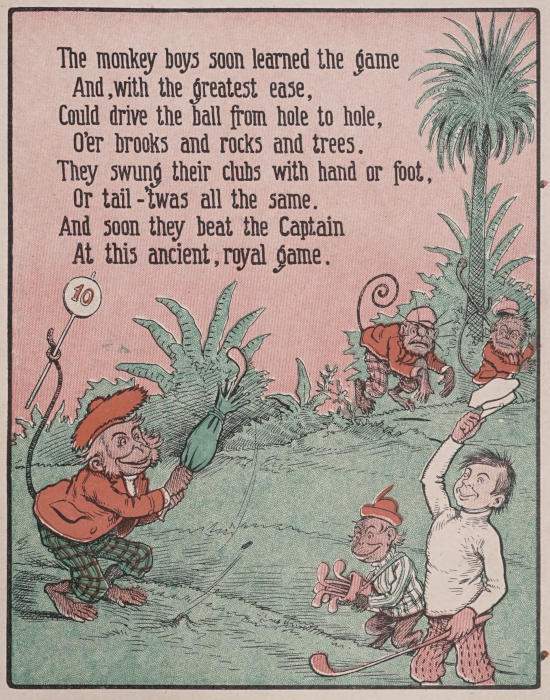 The monkey boys soon learned the game
And, with the greatest ease,
Could drive the ball from hole to hole,
O'er brooks and rocks and trees.
They swung their clubs with hand or foot,
Or tail-'twas all the same.
And soon they beat the Captain
At this ancient, royal game.
10